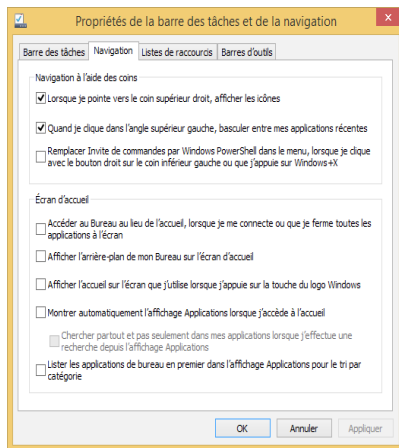 Propriétés de la barre des tâches et de la navigation
x
Barre des tâches Navigation Listes de raccourcis Barres d'outils
Navigation à l'aide des coins
Lorsque je pointe vers le coin supérieur droit, afficher les icônes
Quand je clique dans l'angle supérieur gauche, basculer entre mes applications récentes
Remplacer Invite de commandes par Windows PowerShell dans le menu, lorsque je clique
avec le bouton droit sur le coin inférieur gauche ou que j'appuie sur Windows+X
Écran d'accueil
Accéder au Bureau au lieu de l'accueil, lorsque je me connecte ou que je ferme toutes les
applications à l'écran
Afficher l'arrière-plan de mon Bureau sur l'écran d'accueil
Afficher l'accueil sur l'écran que j'utilise lorsque j'appuie sur la touche du logo Windows
Montrer automatiquement l'affichage Applications lorsque j'accède à l'accueil
Chercher partout et pas seulement dans mes applications lorsque j'effectue une
recherche depuis l'affichage Applications
Lister les applications de bureau en premier dans l'affichage Applications pour le tri par
catégorie
OK Annuler Appliquer